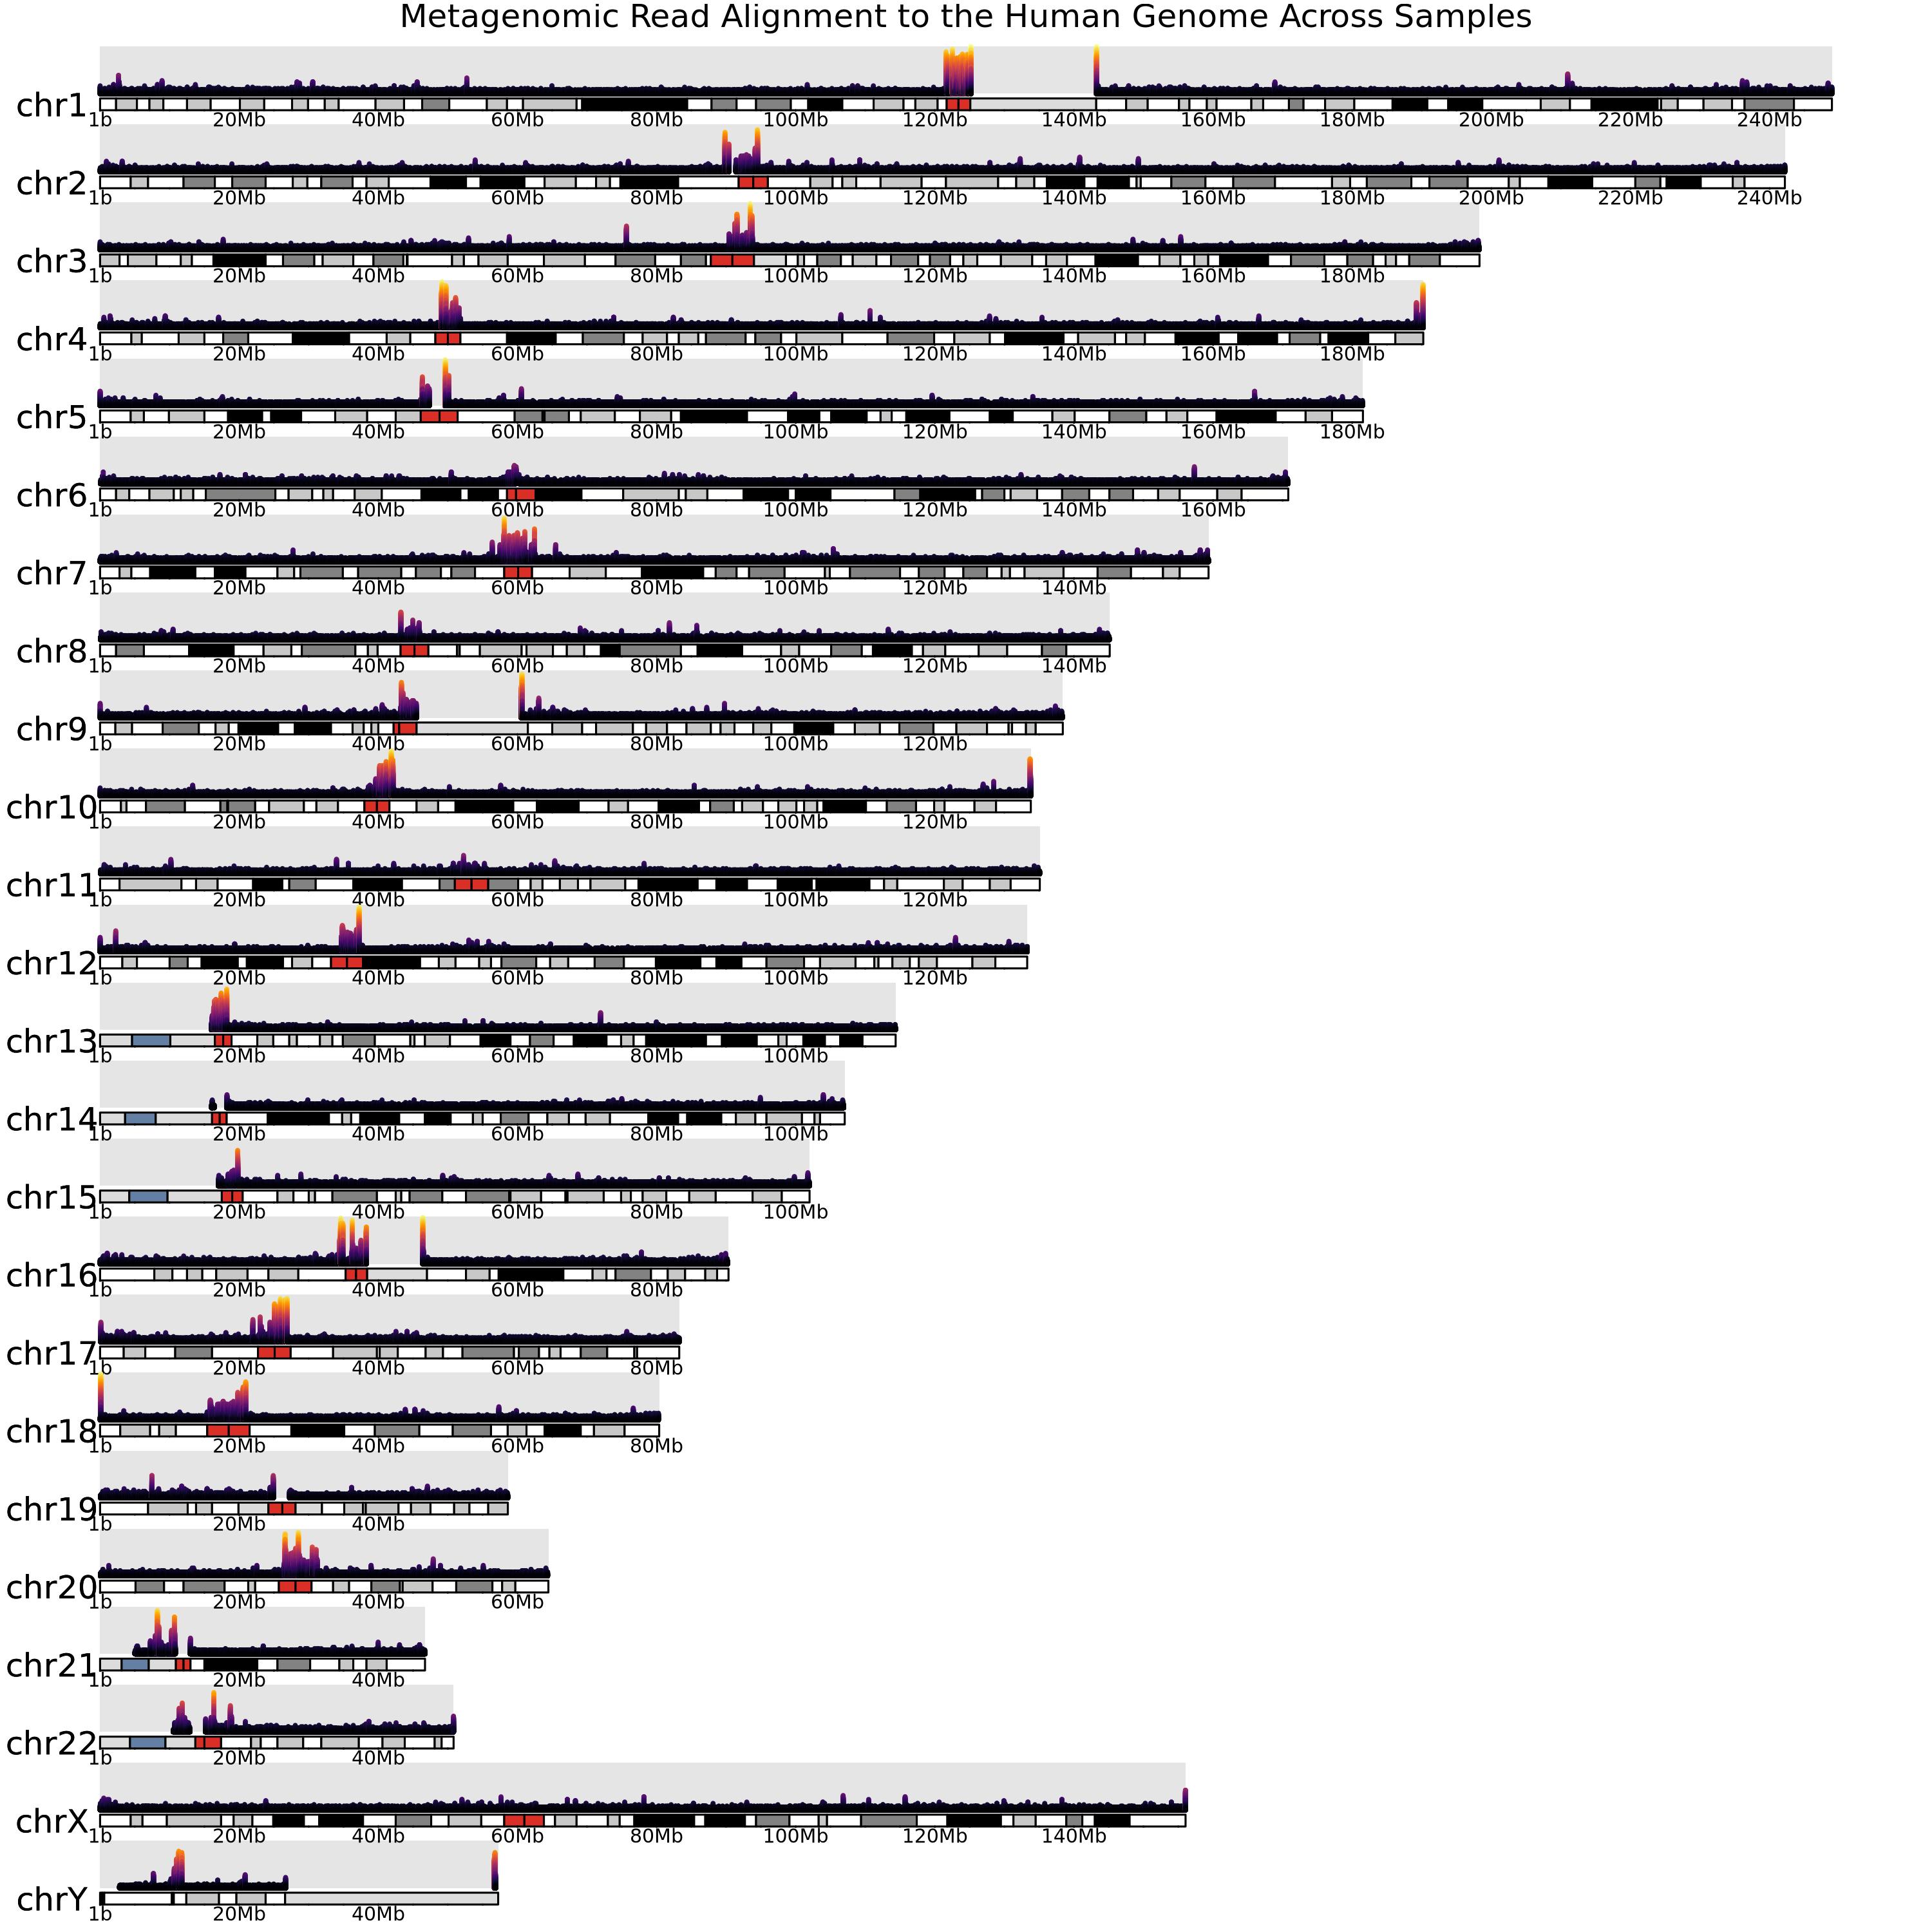 Metagenomic Read Alignment to the Human Genome Across Samples
chr1
1b 20Mb 40Mb 60Mb 80Mb 100Mb 120Mb 140Mb 160Mb 180Mb 200Mb 220Mb 240Mb
chr2
1b 20Mb 40Mb 60Mb 80Mb 100Mb 120Mb 140Mb 160Mb 180Mb 200Mb 220Mb 240Mb
chr3
1b 20Mb 40Mb 60Mb 80Mb 100Mb 120Mb 140Mb 160Mb 180Mb
chr4
1b 20Mb 40Mb 60Mb 80Mb 100Mb 120Mb 140Mb 160Mb 180Mb
chr5
1b 20Mb 40Mb 60Mb 80Mb 100Mb 120Mb 140Mb 160Mb 180Mb
chr6
1b 20Mb 40Mb 60Mb 80Mb 100Mb 120Mb 140Mb 160Mb
chr7
1b 20Mb 40Mb 60Mb 80Mb 100Mb 120Mb 140Mb
chr8
1b 20Mb 40Mb 60Mb 80Mb 100Mb 120Mb 140Mb
chr9
1b 20Mb 40Mb 60Mb 80Mb 100Mb 120Mb
chr10
1b 20Mb 40Mb 60Mb 80Mb 100Mb 120Mb
chr11
1b 20Mb 40Mb 60Mb 80Mb 100Mb 120Mb
chr12
1b 20Mb 40Mb 60Mb 80Mb 100Mb 120Mb
chr13
1b 20Mb 40Mb 60Mb 80Mb 100Mb
chr14
1b 20Mb 40Mb 60Mb 80Mb 100Mb
chr15
1b 20Mb 40Mb 60Mb 80Mb 100Mb
chr16
1b 20Mb 40Mb 60Mb 80Mb
chr17
1b 20Mb 40Mb 60Mb 80Mb
chr18
1b 20Mb 40Mb 60Mb 80Mb
chr19
1b 20Mb 40Mb
chr20
1b 20Mb 40Mb 60Mb
chr21
1b 20Mb 40Mb
chr22
1b 20Mb 40Mb
chrX
1b 20Mb 40Mb 60Mb 80Mb 100Mb 120Mb 140Mb
chrY
1b 20Mb 40Mb